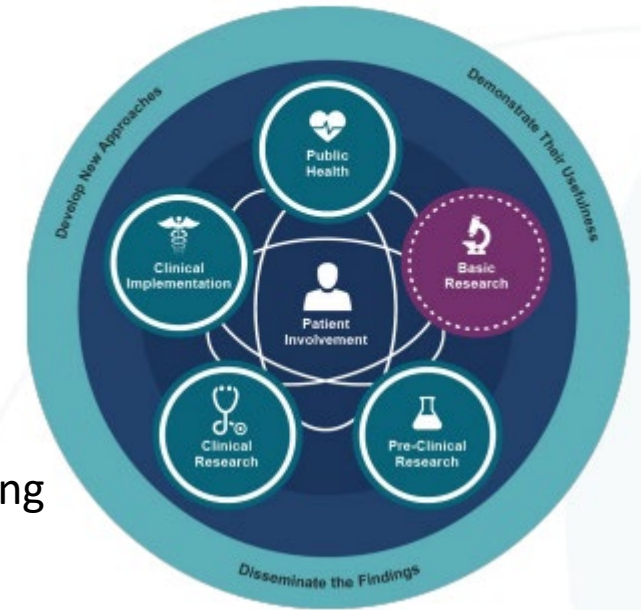 Develop New Approaches
Demonstrate Their Usefulness
Public
Health
Clinical
Implementation
Basic
Research
Patient
Involvement
Clinical
Research
Pre-Clinical
Research
ng
Disseminate the Findings